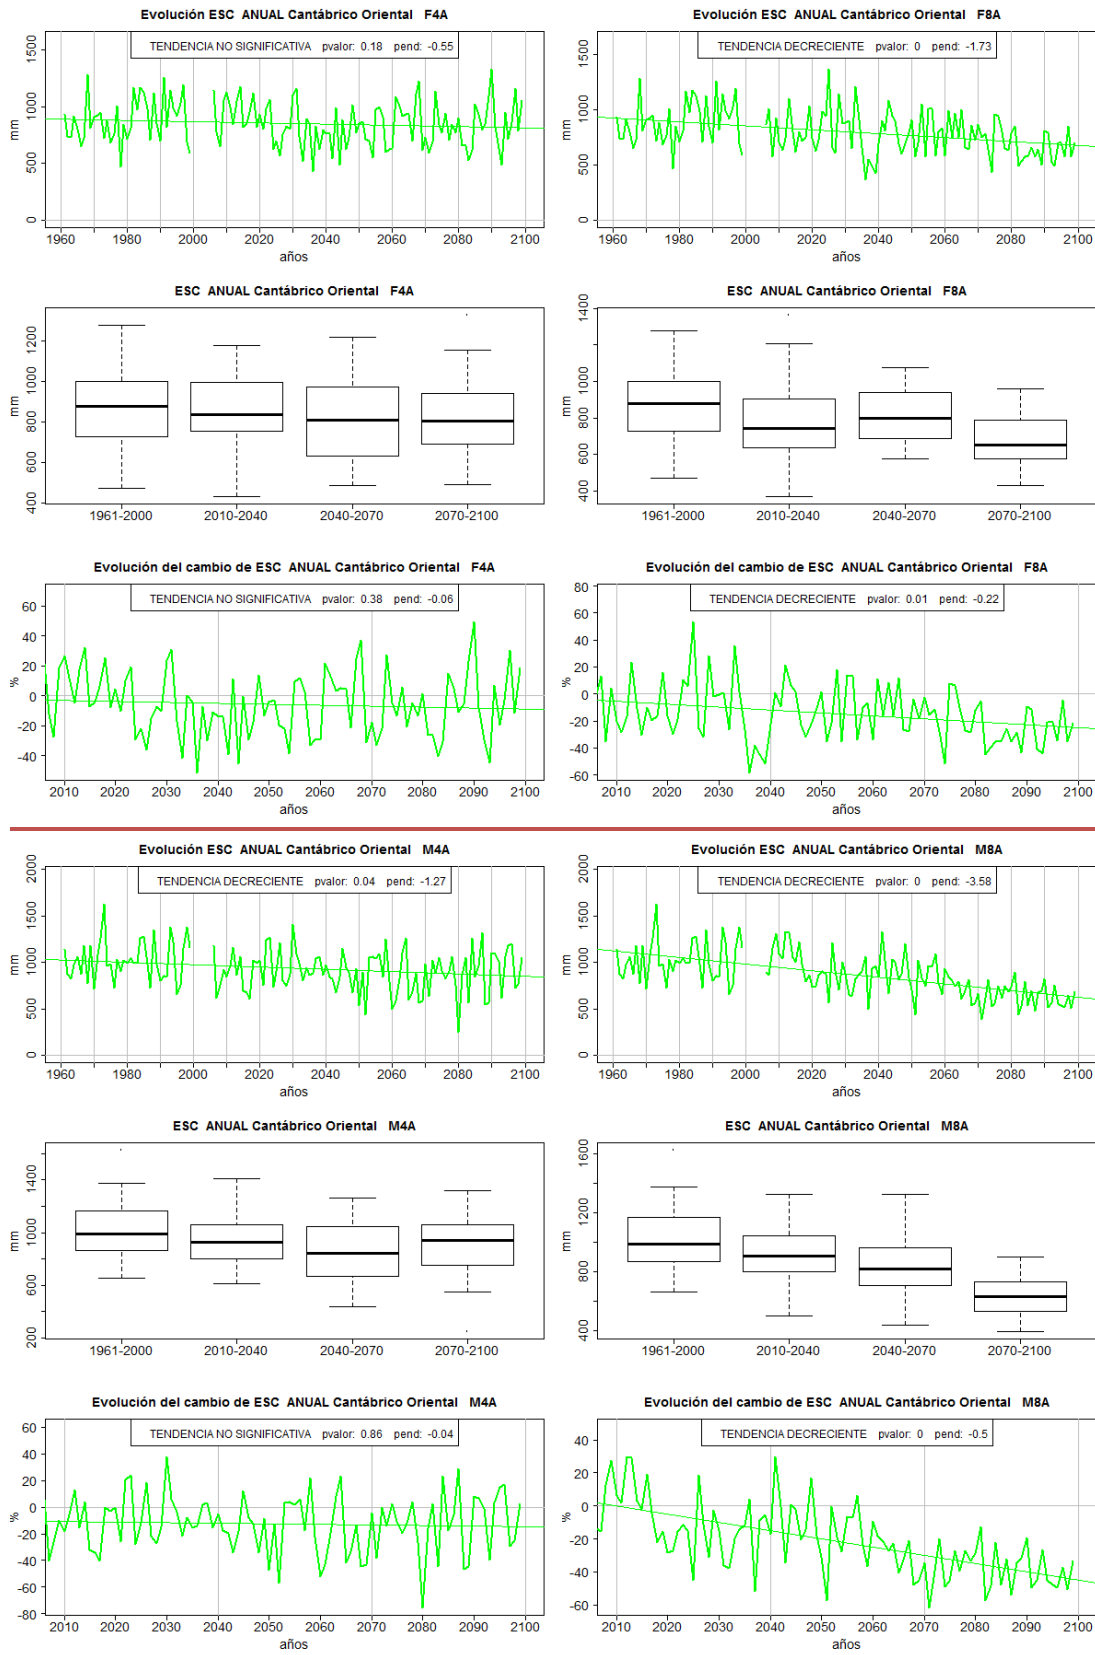 Evolución ESC ANUAL Cantábrico Oriental F4A
TENDENCIA NO SIGNIFICATIVA pvalor: 0.18 pend: -0.55
mm
0 500 1000 1500
1960 1980 2000 2020 2040 2060 2080 2100
años
Evolución ESC ANUAL Cantábrico Oriental F8A
TENDENCIA DECRECIENTE pvalor: 0 pend: -1.73
mm
0 500 1000 1500
1960 1980 2000 2020 2040 2060 2080 2100
años
ESC ANUAL Cantábrico Oriental F4A
mm
400 600 800 1000 1200
1961-2000 2010-2040 2040-2070 2070-2100
ESC ANUAL Cantábrico Oriental F8A
mm
400 600 800 1000 1400
1961-2000 2010-2040 2040-2070 2070-2100
Evolución del cambio de ESC ANUAL Cantábrico Oriental F4A
TENDENCIA NO SIGNIFICATIVA pvalor: 0.38 pend: -0.06
%
60
40
20
0
-20
-40
2010 2020 2030 2040 2050 2060 2070 2080 2090 2100
años
Evolución del cambio de ESC ANUAL Cantábrico Oriental F8A
TENDENCIA DECRECIENTE pvalor: 0.01 pend: -0.22
%
80
60
40
20
0
-20
-40
-60
2010 2020 2030 2040 2050 2060 2070 2080 2090 2100
años
Evolución ESC ANUAL Cantábrico Oriental M4A
TENDENCIA DECRECIENTE pvalor: 0.04 pend: -1.27
mm
0 500 1000 1500 2000
1960 1980 2000 2020 2040 2060 2080 2100
años
Evolución ESC ANUAL Cantábrico Oriental M8A
TENDENCIA DECRECIENTE pvalor: 0 pend: -3.58
mm
0 500 1000 1500 2000
1960 1980 2000 2020 2040 2060 2080 2100
años
ESC ANUAL Cantábrico Oriental M4A
mm
200 600 1000 1400
1961-2000 2010-2040 2040-2070 2070-2100
ESC ANUAL Cantábrico Oriental M8A
mm
400 800 1200 1600
1961-2000 2010-2040 2040-2070 2070-2100
Evolución del cambio de ESC ANUAL Cantábrico Oriental M4A
TENDENCIA NO SIGNIFICATIVA pvalor: 0.86 pend: -0.04
%
60
40
20
0
-20
-40
-60
-80
2010 2020 2030 2040 2050 2060 2070 2080 2090 2100
años
Evolución del cambio de ESC ANUAL Cantábrico Oriental M8A
TENDENCIA DECRECIENTE pvalor: 0 pend: -0.5
%
40
20
0
-20
-40
-60
2010 2020 2030 2040 2050 2060 2070 2080 2090 2100
años